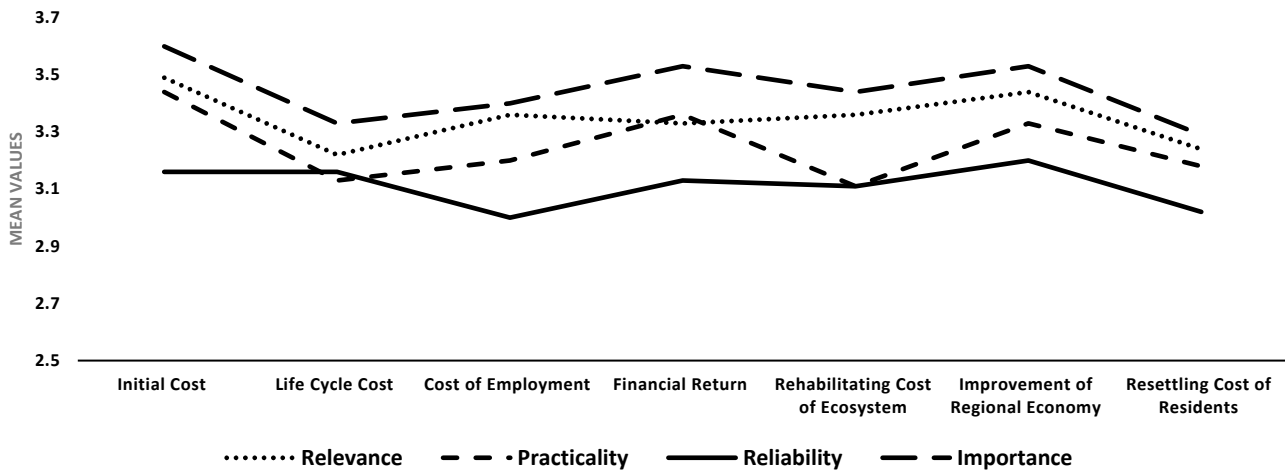 3.7
3.5
3.3
3.1
2.9
2.7
2.5
MEAN VALUES
Initial Cost
Life Cycle Cost
Cost of Employment
Financial Return
Rehabilitating Cost
of Ecosystem
Improvement of
Regional Economy
Resettling Cost of
Residents
Relevance
Practicality
Reliability
Importance